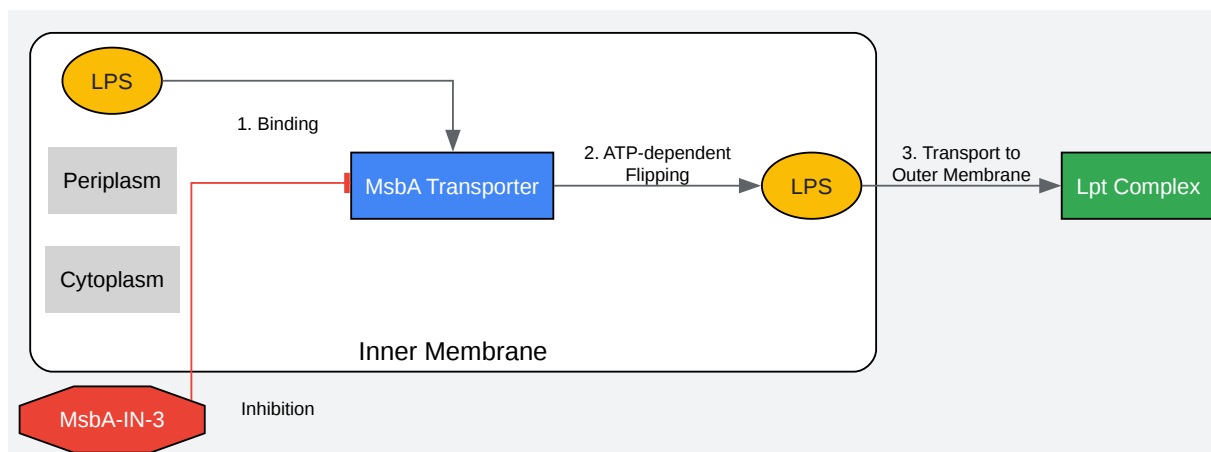 LPS
1. Binding
Periplasm
MsbA Transporter
2. ATP-dependent
Flipping
LPS
3. Transport to
Outer Membrane
Lpt Complex
Cytoplasm
Inner Membrane
MsbA-IN-3
Inhibition